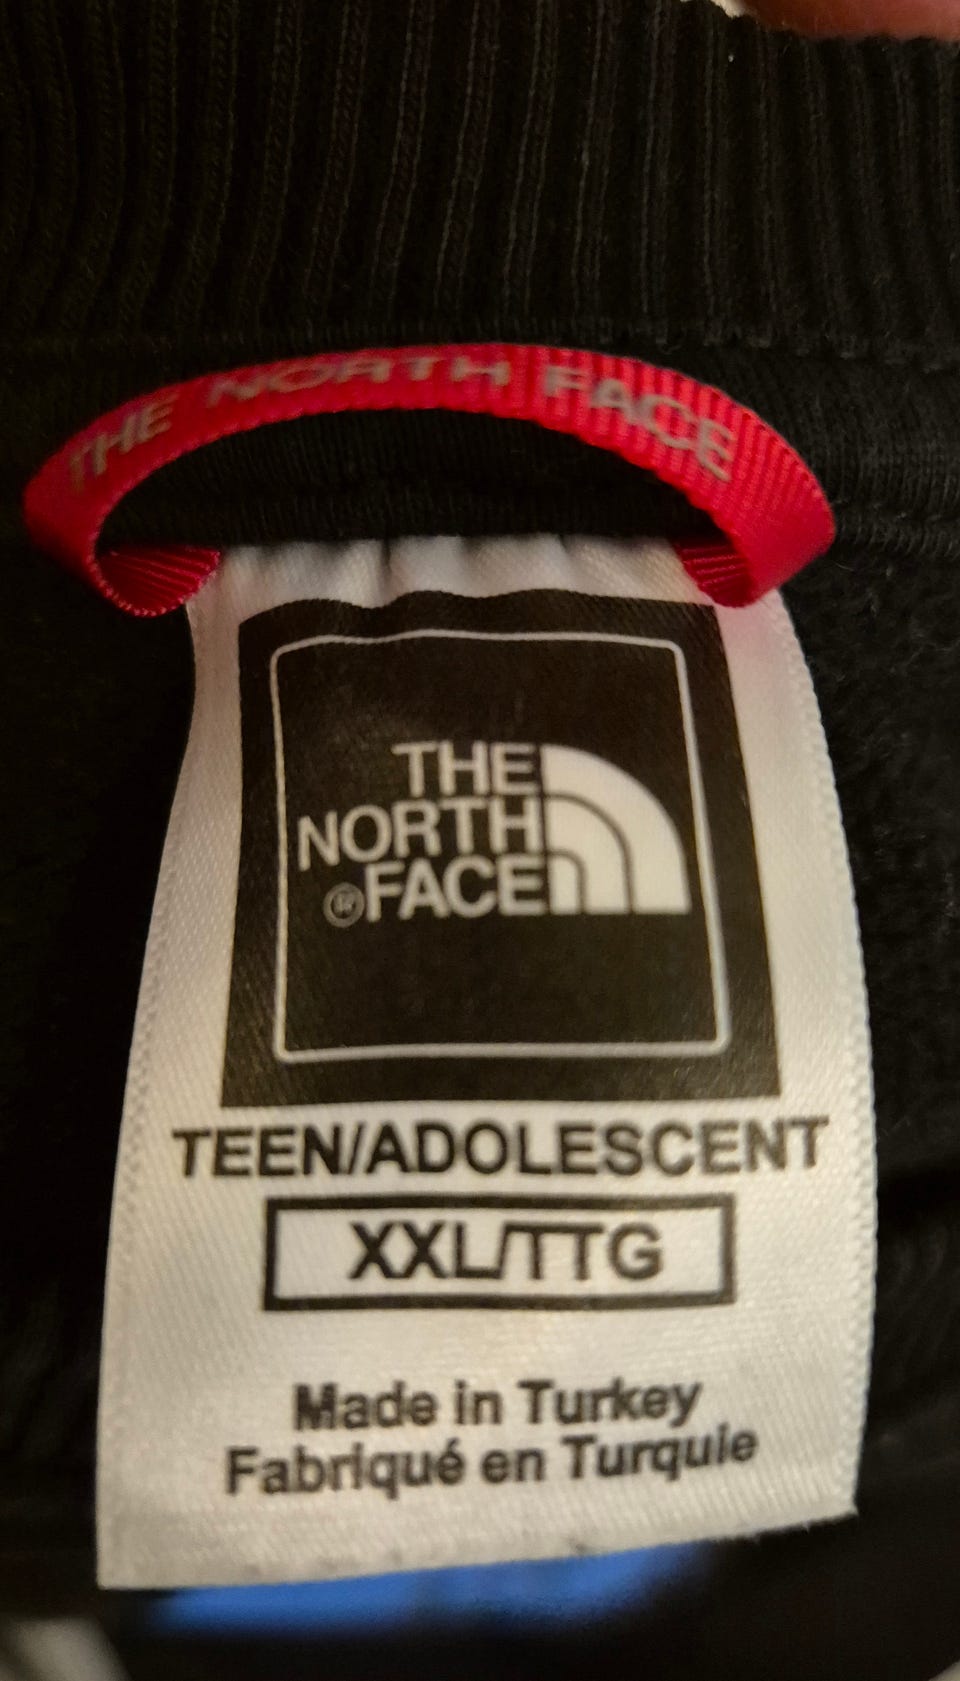 THE NORTH FACE
THE
NORTH
®FACE
TEEN/ADOLESCENT
XXL/TTG
Made in Turkey
Fabriqué en Turquie